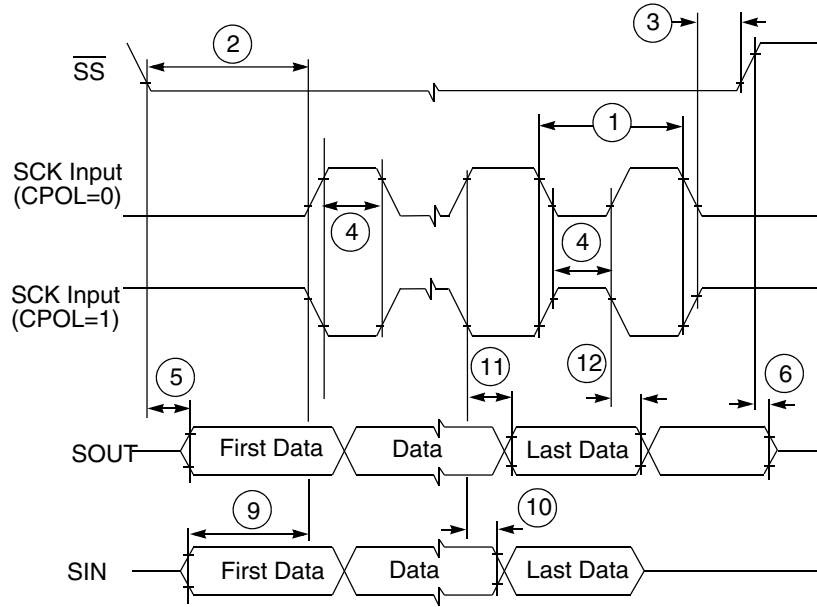 3
2
SS
1
SCK Input
(CPOL=0)
4
4
SCK Input
(CPOL=1)
5
11
12
6
SOUT
First Data
Data
Last Data
9
10
SIN
First Data
Data
Last Data